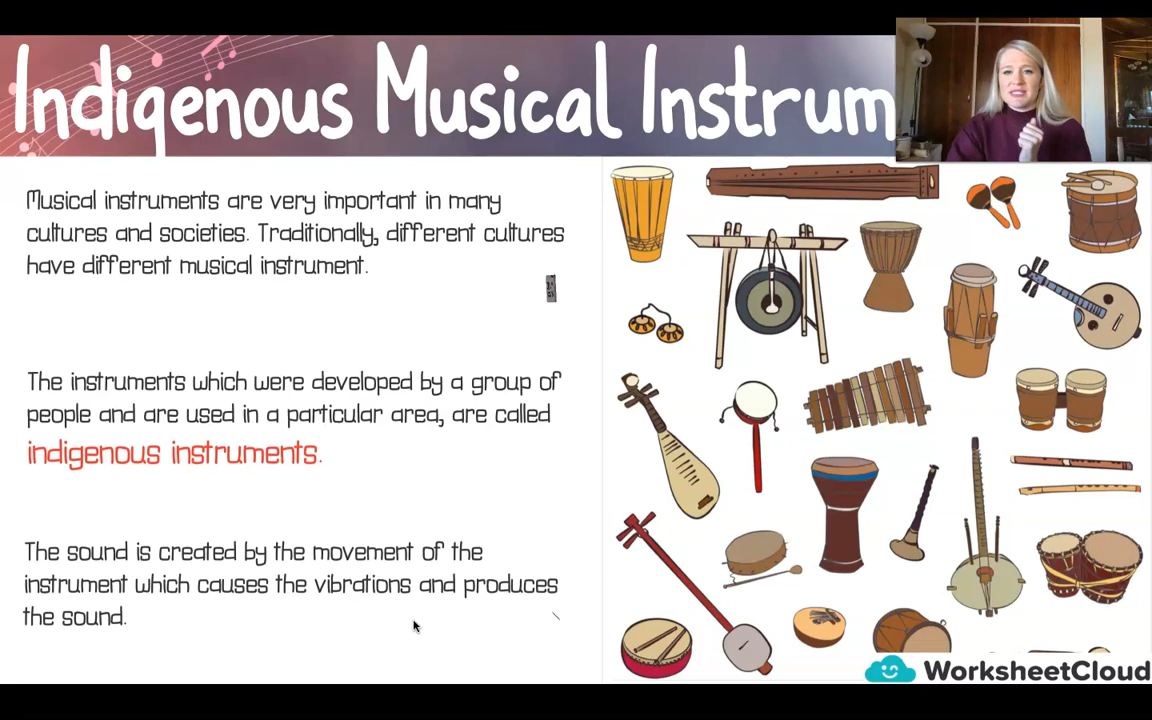 Indigenous Musical Instrum
Musical instruments are very important in many
cultures and societies. Traditionally, different cultures
have different musical instrument.
The instruments which were developed by a group of
people and are used in a particular area, are called
indigenous instruments.
The sound is created by the movement of the
instrument which causes the vibrations and produces
the sound.
WorksheetCloud